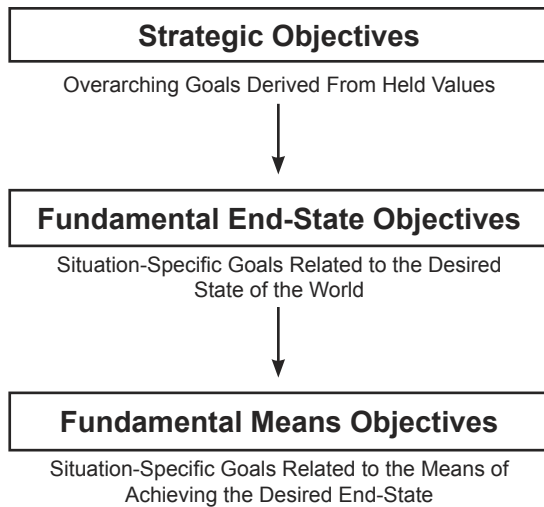 Strategic Objectives
Overarching Goals Derived From Held Values
Fundamental End-State Objectives
Situation-Specific Goals Related to the Desired
State of the World
Fundamental Means Objectives
Situation-Specific Goals Related to the Means of
Achieving the Desired End-State